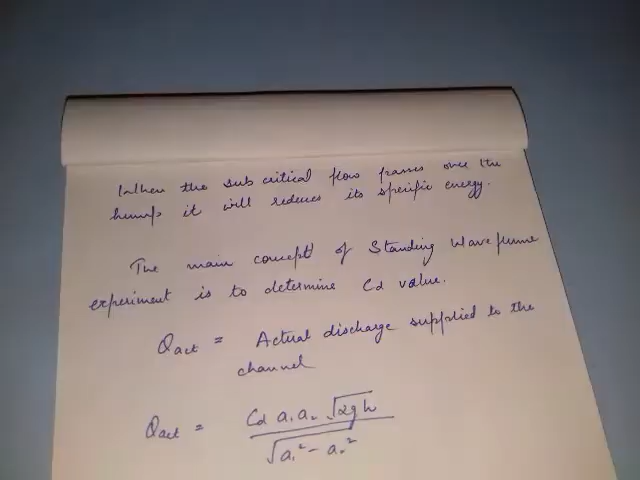 When the sub critical flow passes over the
hump it will reduces its specific energy.
The main concept of Standing Wave flume
experiment is to determine Cd value.
Qact = Actual discharge supplied to the
channel
Qact = Cd a₁ a₂ √2gh / √a₁² - a₂²